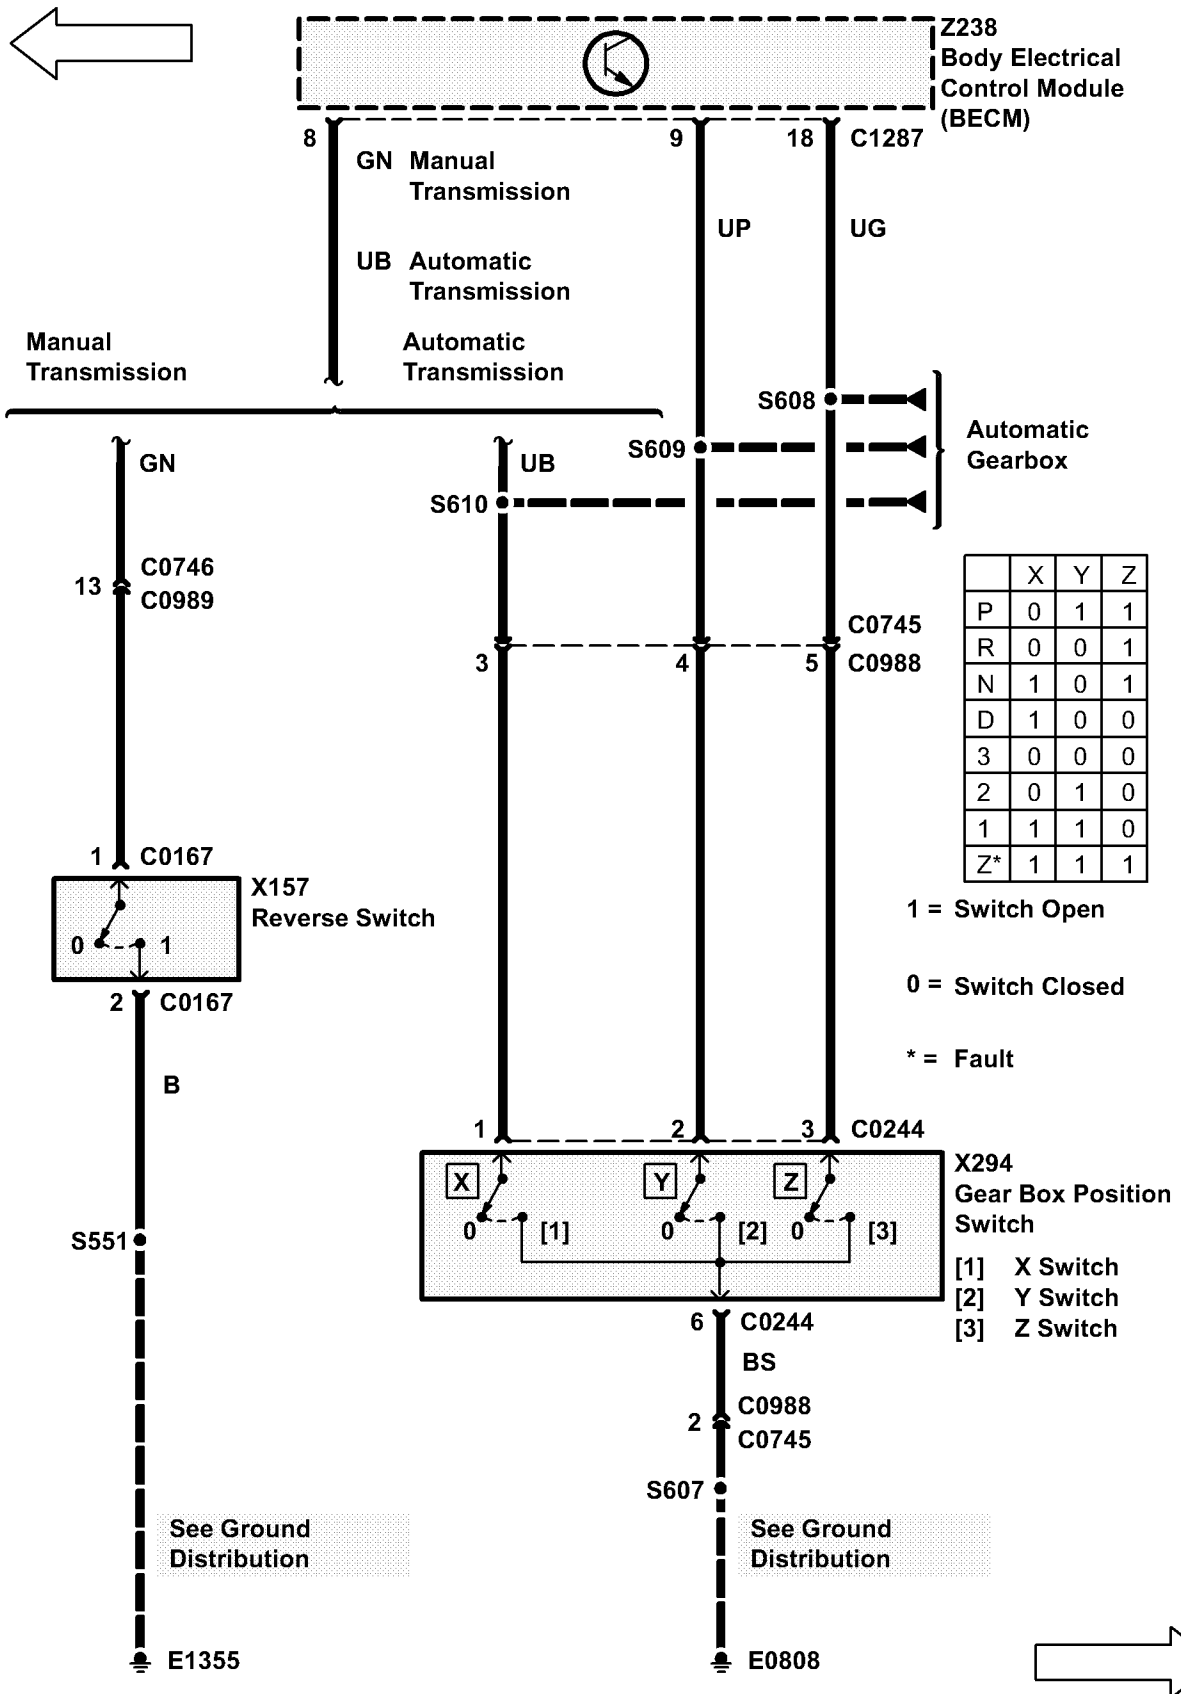 Z238
Body Electrical
Control Module
(BECM)
8
9
18 C1287
GN Manual
Transmission
UP
UG
UB Automatic
Transmission
Manual
Transmission
Automatic
Transmission
S608
S609
Automatic
Gearbox
GN
UB
S610
13
C0746
C0989
C0745
C0988
3
4
5
X Y Z
P 0 1 1
R 0 0 1
N 1 0 1
D 1 0 0
3 0 0 0
2 0 1 0
1 1 1 0
Z* 1 1 1
1 = Switch Open
0 = Switch Closed
* = Fault
1 C0167
X157
Reverse Switch
0
1
2 C0167
B
1
2
3 C0244
X
Y
Z
0 [1]
0 [2]
0 [3]
X294
Gear Box Position
Switch
[1] X Switch
[2] Y Switch
[3] Z Switch
S551
6 C0244
BS
2
C0988
C0745
S607
See Ground
Distribution
See Ground
Distribution
E1355
E0808